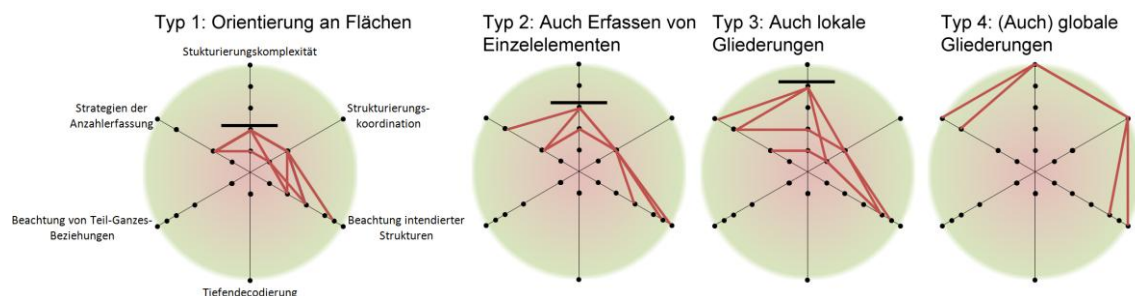 Typ 1: Orientierung an Flächen
Stukturierungskomplexität
Strategien der
Anzahlerfassung
Strukturierungs-
koordination
Beachtung von Teil-Ganzes-
Beziehungen
Beachtung intendierter
Strukturen
Tiefendecodierung
Typ 2: Auch Erfassen von
Einzelelementen
Typ 3: Auch lokale
Gliederungen
Typ 4: (Auch) globale
Gliederungen